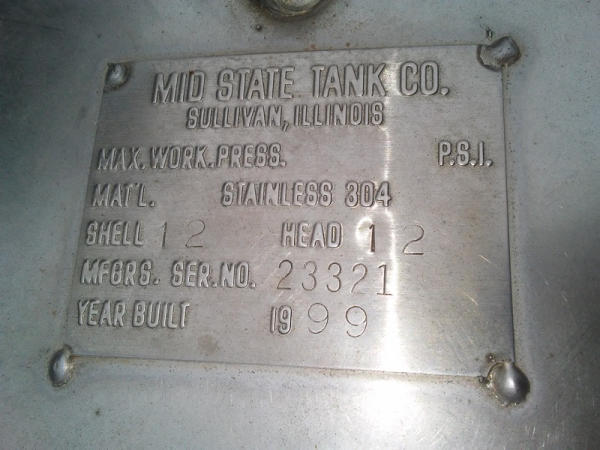 MID STATE TANK CO.
SULLIVAN, ILLINOIS
MAX. WORK. PRESS. P.S.I.
MAT'L. STAINLESS 304
SHELL 12 HEAD 12
MFGRS. SER. NO. 23321
YEAR BUILT 1999